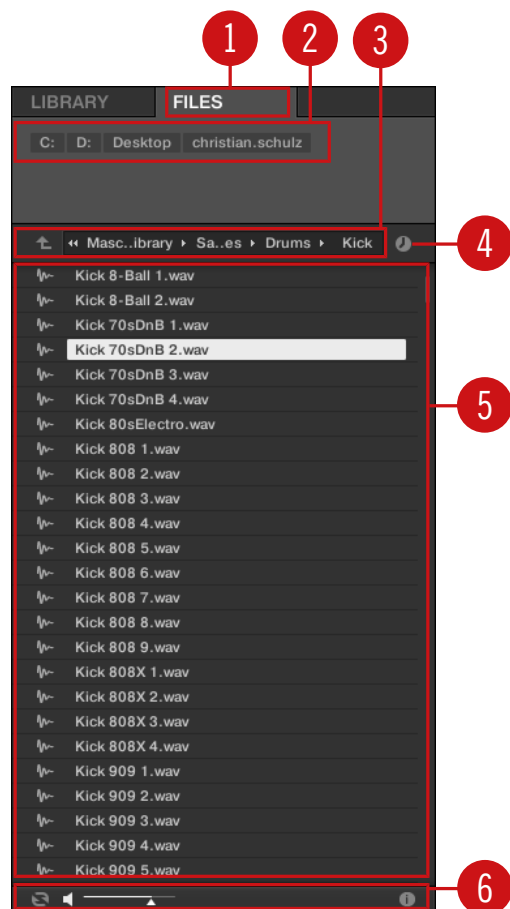 1 2 3
LIBRARY FILES
C: D: Desktop christian.schulz
Masc..ibrary Sa..es Drums Kick
4
Kick 8-Ball 1.wav
Kick 8-Ball 2.wav
Kick 70sDnB 1.wav
Kick 70sDnB 2.wav
Kick 70sDnB 3.wav
Kick 70sDnB 4.wav
5
Kick 80sElectro.wav
Kick 808 1.wav
Kick 808 2.wav
Kick 808 3.wav
Kick 808 4.wav
Kick 808 5.wav
Kick 808 6.wav
Kick 808 7.wav
Kick 808 8.wav
Kick 808 9.wav
Kick 808X 1.wav
Kick 808X 2.wav
Kick 808X 3.wav
Kick 808X 4.wav
Kick 909 1.wav
Kick 909 2.wav
Kick 909 3.wav
Kick 909 4.wav
Kick 909 5.wav
6